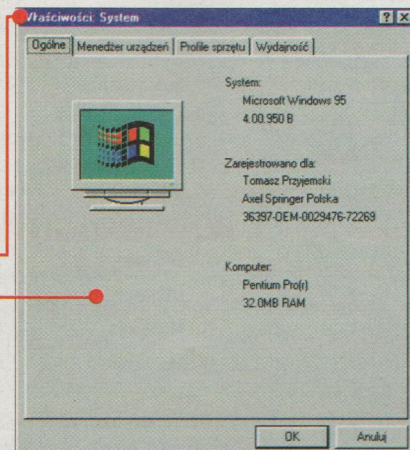 Właściwości: System
Ogólne Menedżer urządzeń Profile sprzętu Wydajność
System:
Microsoft Windows 95
4.00.950 B
Zarejestrowano dla:
Tomasz Przyjemski
Axel Springer Polska
36397-OEM-0029476-72269
Komputer:
Pentium Pro(r)
32.0MB RAM
OK Anuluj